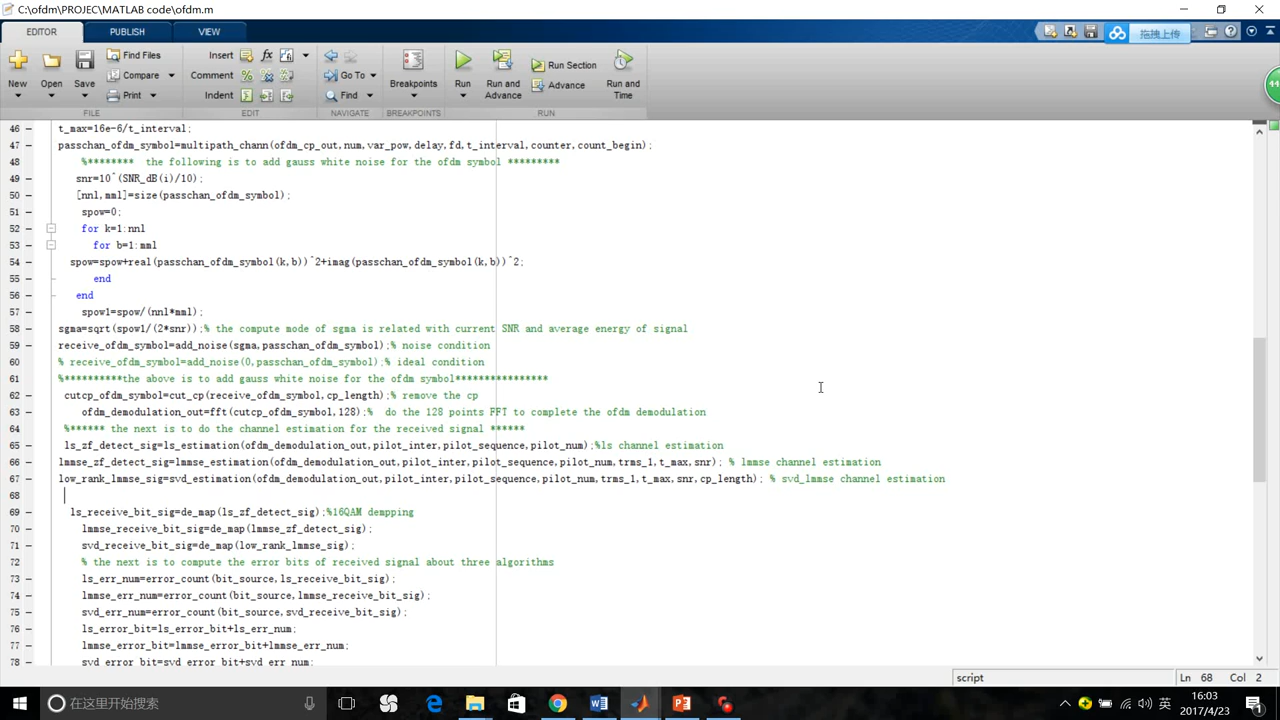 C:\ofdm\PROJEC\MATLAB code\ofdm.m
EDITOR PUBLISH VIEW
拖拽上传
New Open Save Find Files Compare Print
Insert Comment Indent
Go To Find
Breakpoints
Run Run and Advance Run Section Advance Run and Time
FILE EDIT NAVIGATE BREAKPOINTS RUN
44
46 t_max=16e-6/t_interval;
47 passchan_ofdm_symbol=multipath_chann(ofdm_cp_out,num,var_pow,delay,fd,t_interval,counter,count_begin);
48 %******** the following is to add gauss white noise for the ofdm symbol *********
49 snr=10^(SNR_dB(i)/10);
50 [nnl,mml]=size(passchan_ofdm_symbol);
51 spow=0;
52 for k=1:nnl
53 for b=1:mml
54 spow=spow+real(passchan_ofdm_symbol(k,b))^2+imag(passchan_ofdm_symbol(k,b))^2;
55 end
56 end
57 spow1=spow/(nnl*mml);
58 sgma=sqrt(spow1/(2*snr));% the compute mode of sgma is related with current SNR and average energy of signal
59 receive_ofdm_symbol=add_noise(sgma,passchan_ofdm_symbol);% noise condition
60 % receive_ofdm_symbol=add_noise(0,passchan_ofdm_symbol);% ideal condition
61 %**********the above is to add gauss white noise for the ofdm symbol****************
62 cutcp_ofdm_symbol=cut_cp(receive_ofdm_symbol,cp_length);% remove the cp
63 ofdm_demodulation_out=fft(cutcp_ofdm_symbol,128);% do the 128 points FFT to complete the ofdm demodulation
64 %****** the next is to do the channel estimation for the received signal ******
65 ls_zf_detect_sig=ls_estimation(ofdm_demodulation_out,pilot_inter,pilot_sequence,pilot_num);%ls channel estimation
66 lmmse_zf_detect_sig=lmmse_estimation(ofdm_demodulation_out,pilot_inter,pilot_sequence,pilot_num,trms_1,t_max,snr); % lmmse channel estimation
67 low_rank_lmmse_sig=svd_estimation(ofdm_demodulation_out,pilot_inter,pilot_sequence,pilot_num,trms_1,t_max,snr,cp_length); % svd_lmmse channel estimation
68
69 ls_receive_bit_sig=de_map(ls_zf_detect_sig);%16QAM dempping
70 lmmse_receive_bit_sig=de_map(lmmse_zf_detect_sig);
71 svd_receive_bit_sig=de_map(low_rank_lmmse_sig);
72 % the next is to compute the error bits of received signal about three algorithms
73 ls_err_num=error_count(bit_source,ls_receive_bit_sig);
74 lmmse_err_num=error_count(bit_source,lmmse_receive_bit_sig);
75 svd_err_num=error_count(bit_source,svd_receive_bit_sig);
76 ls_error_bit=ls_error_bit+ls_err_num;
77 lmmse_error_bit=lmmse_error_bit+lmmse_err_num;
78 svd_error_bit=svd_error_bit+svd_err_num;
script Ln 68 Col 2
在这里开始搜索
英
16:03
2017/4/23
1